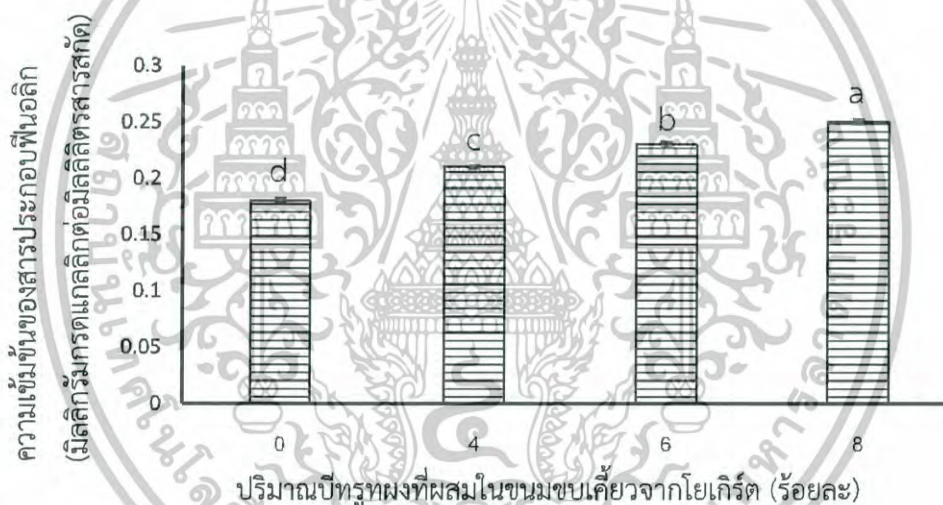 ความเข้มข้นของสารประกอบฟีนอลิก
(มิลลิกรัมกรดแกลลิกต่อมิลลิลิตรสารสกัด)
0.3
0.25
0.2
0.15
0.1
0.05
0
d
c
b
a
0
4
6
8
ปริมาณบีทรูทผงที่ผสมในขนมขบเคี้ยวจากโยเกิร์ต (ร้อยละ)